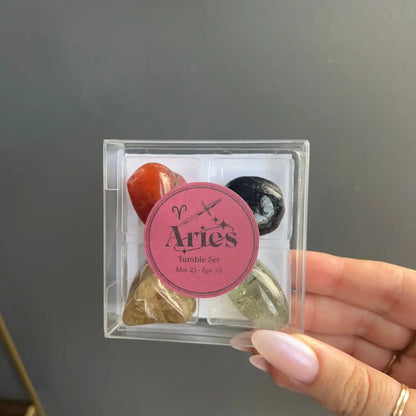 Aries
Tumble Set
Mar 21 - Apr 19